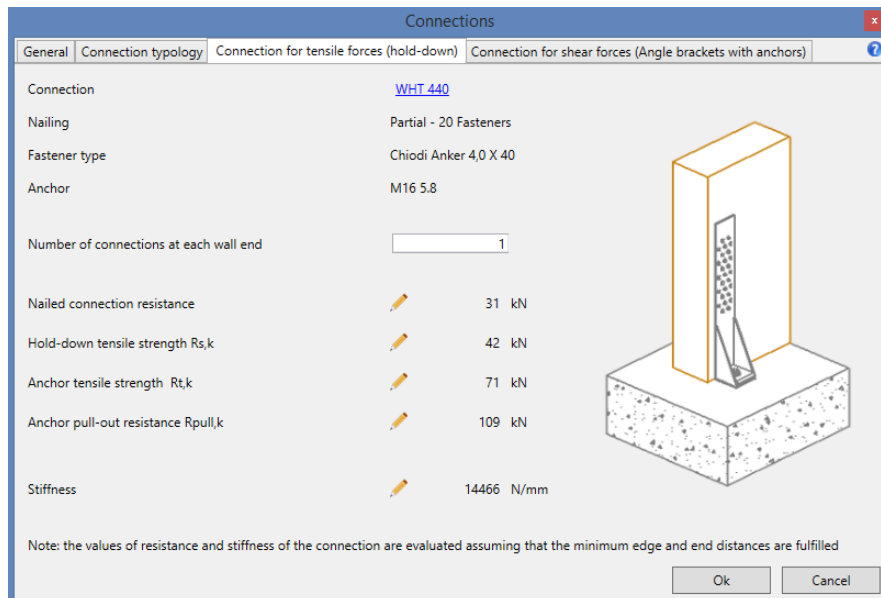 Connections
x
General Connection typology Connection for tensile forces (hold-down) Connection for shear forces (Angle brackets with anchors) ?
Connection WHT 440
Nailing Partial - 20 Fasteners
Fastener type Chiodi Anker 4,0 X 40
Anchor M16 5.8
Number of connections at each wall end 1
Nailed connection resistance 31 kN
Hold-down tensile strength Rs,k 42 kN
Anchor tensile strength Rt,k 71 kN
Anchor pull-out resistance Rpull,k 109 kN
Stiffness 14466 N/mm
Note: the values of resistance and stiffness of the connection are evaluated assuming that the minimum edge and end distances are fulfilled
Ok Cancel